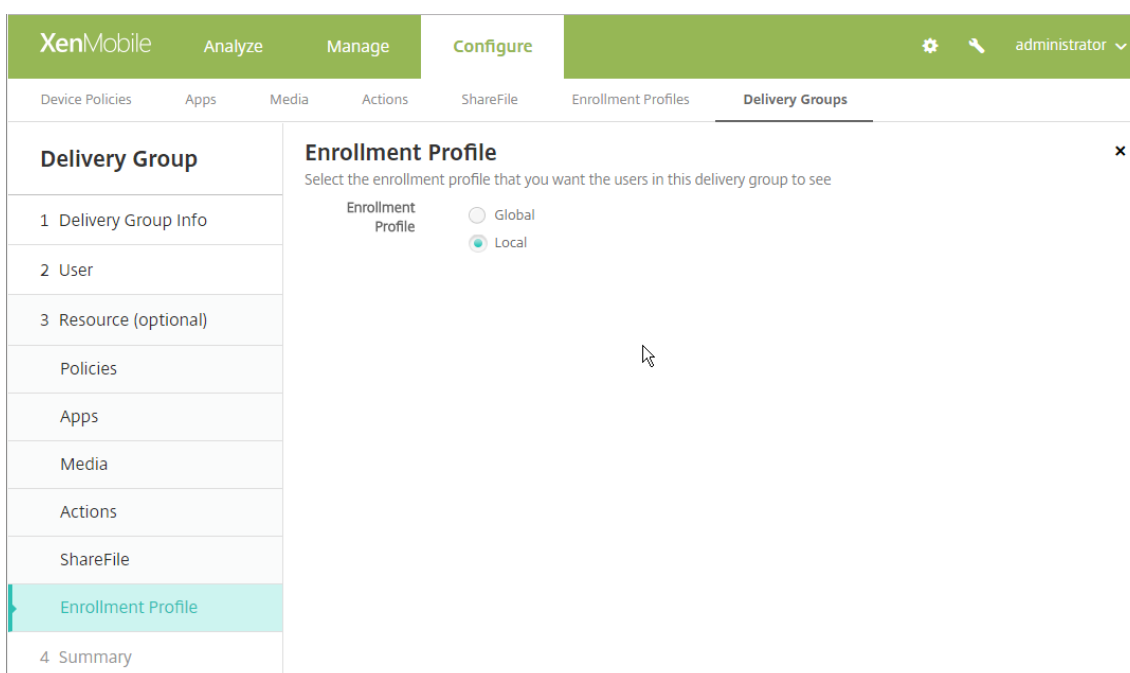 XenMobile Analyze Manage Configure administrator
Device Policies Apps Media Actions ShareFile Enrollment Profiles Delivery Groups
Delivery Group
1 Delivery Group Info
2 User
3 Resource (optional)
Policies
Apps
Media
Actions
ShareFile
Enrollment Profile
4 Summary
Enrollment Profile
Select the enrollment profile that you want the users in this delivery group to see
Enrollment
Profile
Global
Local